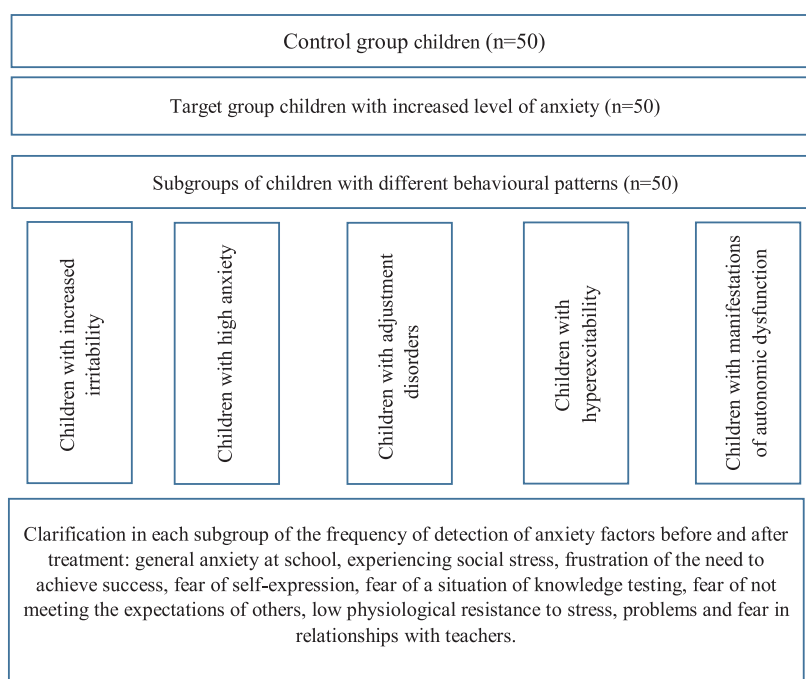 Control group children (n=50)
Target group children with increased level of anxiety (n=50)
Subgroups of children with different behavioural patterns (n=50)
Children with increased
irritability
Children with high anxiety
Children with adjustment
disorders
Children with
hyperexcitability
Children with manifestations
of autonomic dysfunction
Clarification in each subgroup of the frequency of detection of anxiety factors before and after
treatment: general anxiety at school, experiencing social stress, frustration of the need to
achieve success, fear of self-expression, fear of a situation of knowledge testing, fear of not
meeting the expectations of others, low physiological resistance to stress, problems and fear in
relationships with teachers.